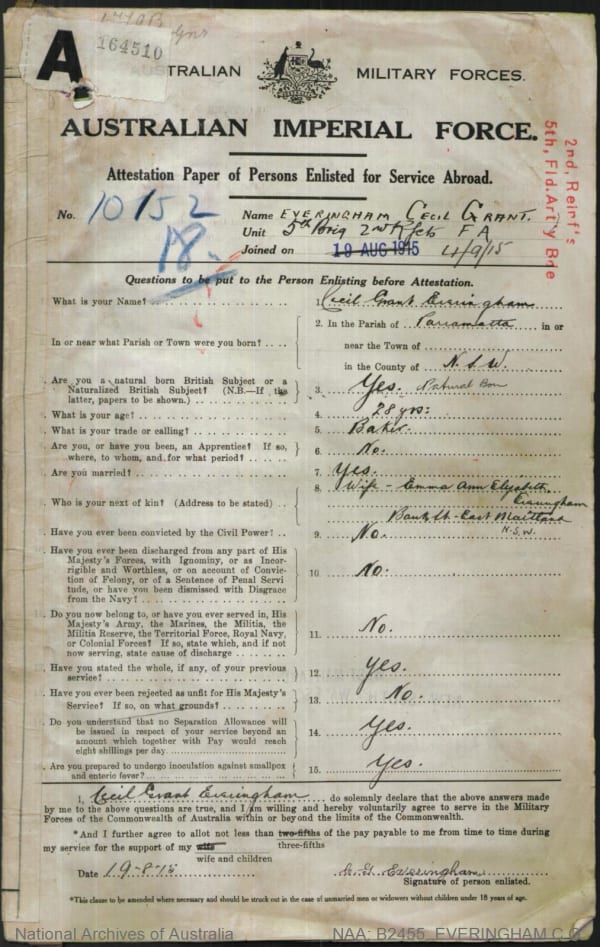 164510 Gnr
A
AUSTRALIAN MILITARY FORCES.
AUSTRALIAN IMPERIAL FORCE.
2nd, Reinf's
5th, Fld. Art'y Bde
Attestation Paper of Persons Enlisted for Service Abroad.
No. 10152
18.
Name EVERINGHAM CECIL GRANT.
Unit 5th Brig 2nd Rfcts FA
Joined on 19 AUG 1915 4/9/15
Questions to be put to the Person Enlisting before Attestation.
What is your Name? 1. Cecil Grant Everingham
In or near what Parish or Town were you born? 2. In the Parish of Parramatta in or
near the Town of
in the County of N.S.W.
Are you a natural born British Subject or a
Naturalized British Subject? (N.B.—If the
latter, papers to be shown.) 3. Yes. Natural Born
What is your age? 4. 28 yrs:
What is your trade or calling? 5. Baker.
Are you, or have you been, an Apprentice? If so,
where, to whom, and for what period? 6. No.
Are you married? 7. Yes.
Who is your next of kin? (Address to be stated) 8. Wife - Emma Ann Elizabeth
Everingham
Bank St - East Maitland
N.S.W.
Have you ever been convicted by the Civil Power? 9. No.
Have you ever been discharged from any part of His
Majesty's Forces, with Ignominy, or as Incor-
rigible and Worthless, or on account of Convic-
tion of Felony, or of a Sentence of Penal Servi
tude, or have you been dismissed with Disgrace
from the Navy? 10. No.
Do you now belong to, or have you ever served in, His
Majesty's Army, the Marines, the Militia, the
Militia Reserve, the Territorial Force, Royal Navy,
or Colonial Forces? If so, state which, and if not
now serving, state cause of discharge 11. No.
Have you stated the whole, if any, of your previous
service? 12. Yes.
Have you ever been rejected as unfit for His Majesty's
Service? If so, on what grounds? 13. No.
Do you understand that no Separation Allowance will
be issued in respect of your service beyond an
amount which together with Pay would reach
eight shillings per day 14. Yes.
Are you prepared to undergo inoculation against smallpox
and enteric fever? 15. Yes.
I, Cecil Grant Everingham do solemnly declare that the above answers made
by me to the above questions are true, and I am willing and hereby voluntarily agree to serve in the Military
Forces of the Commonwealth of Australia within or beyond the limits of the Commonwealth.
*And I further agree to allot not less than two-fifths of the pay payable to me from time to time during
three-fifths
my service for the support of my wife
wife and children
Date 19-8-15 C. G. Everingham
Signature of person enlisted.
*This clause to be amended where necessary and should be struck out in the case of unmarried men or widowers without children under 18 years of age.
National Archives of Australia NAA: B2455, EVERINGHAM C G